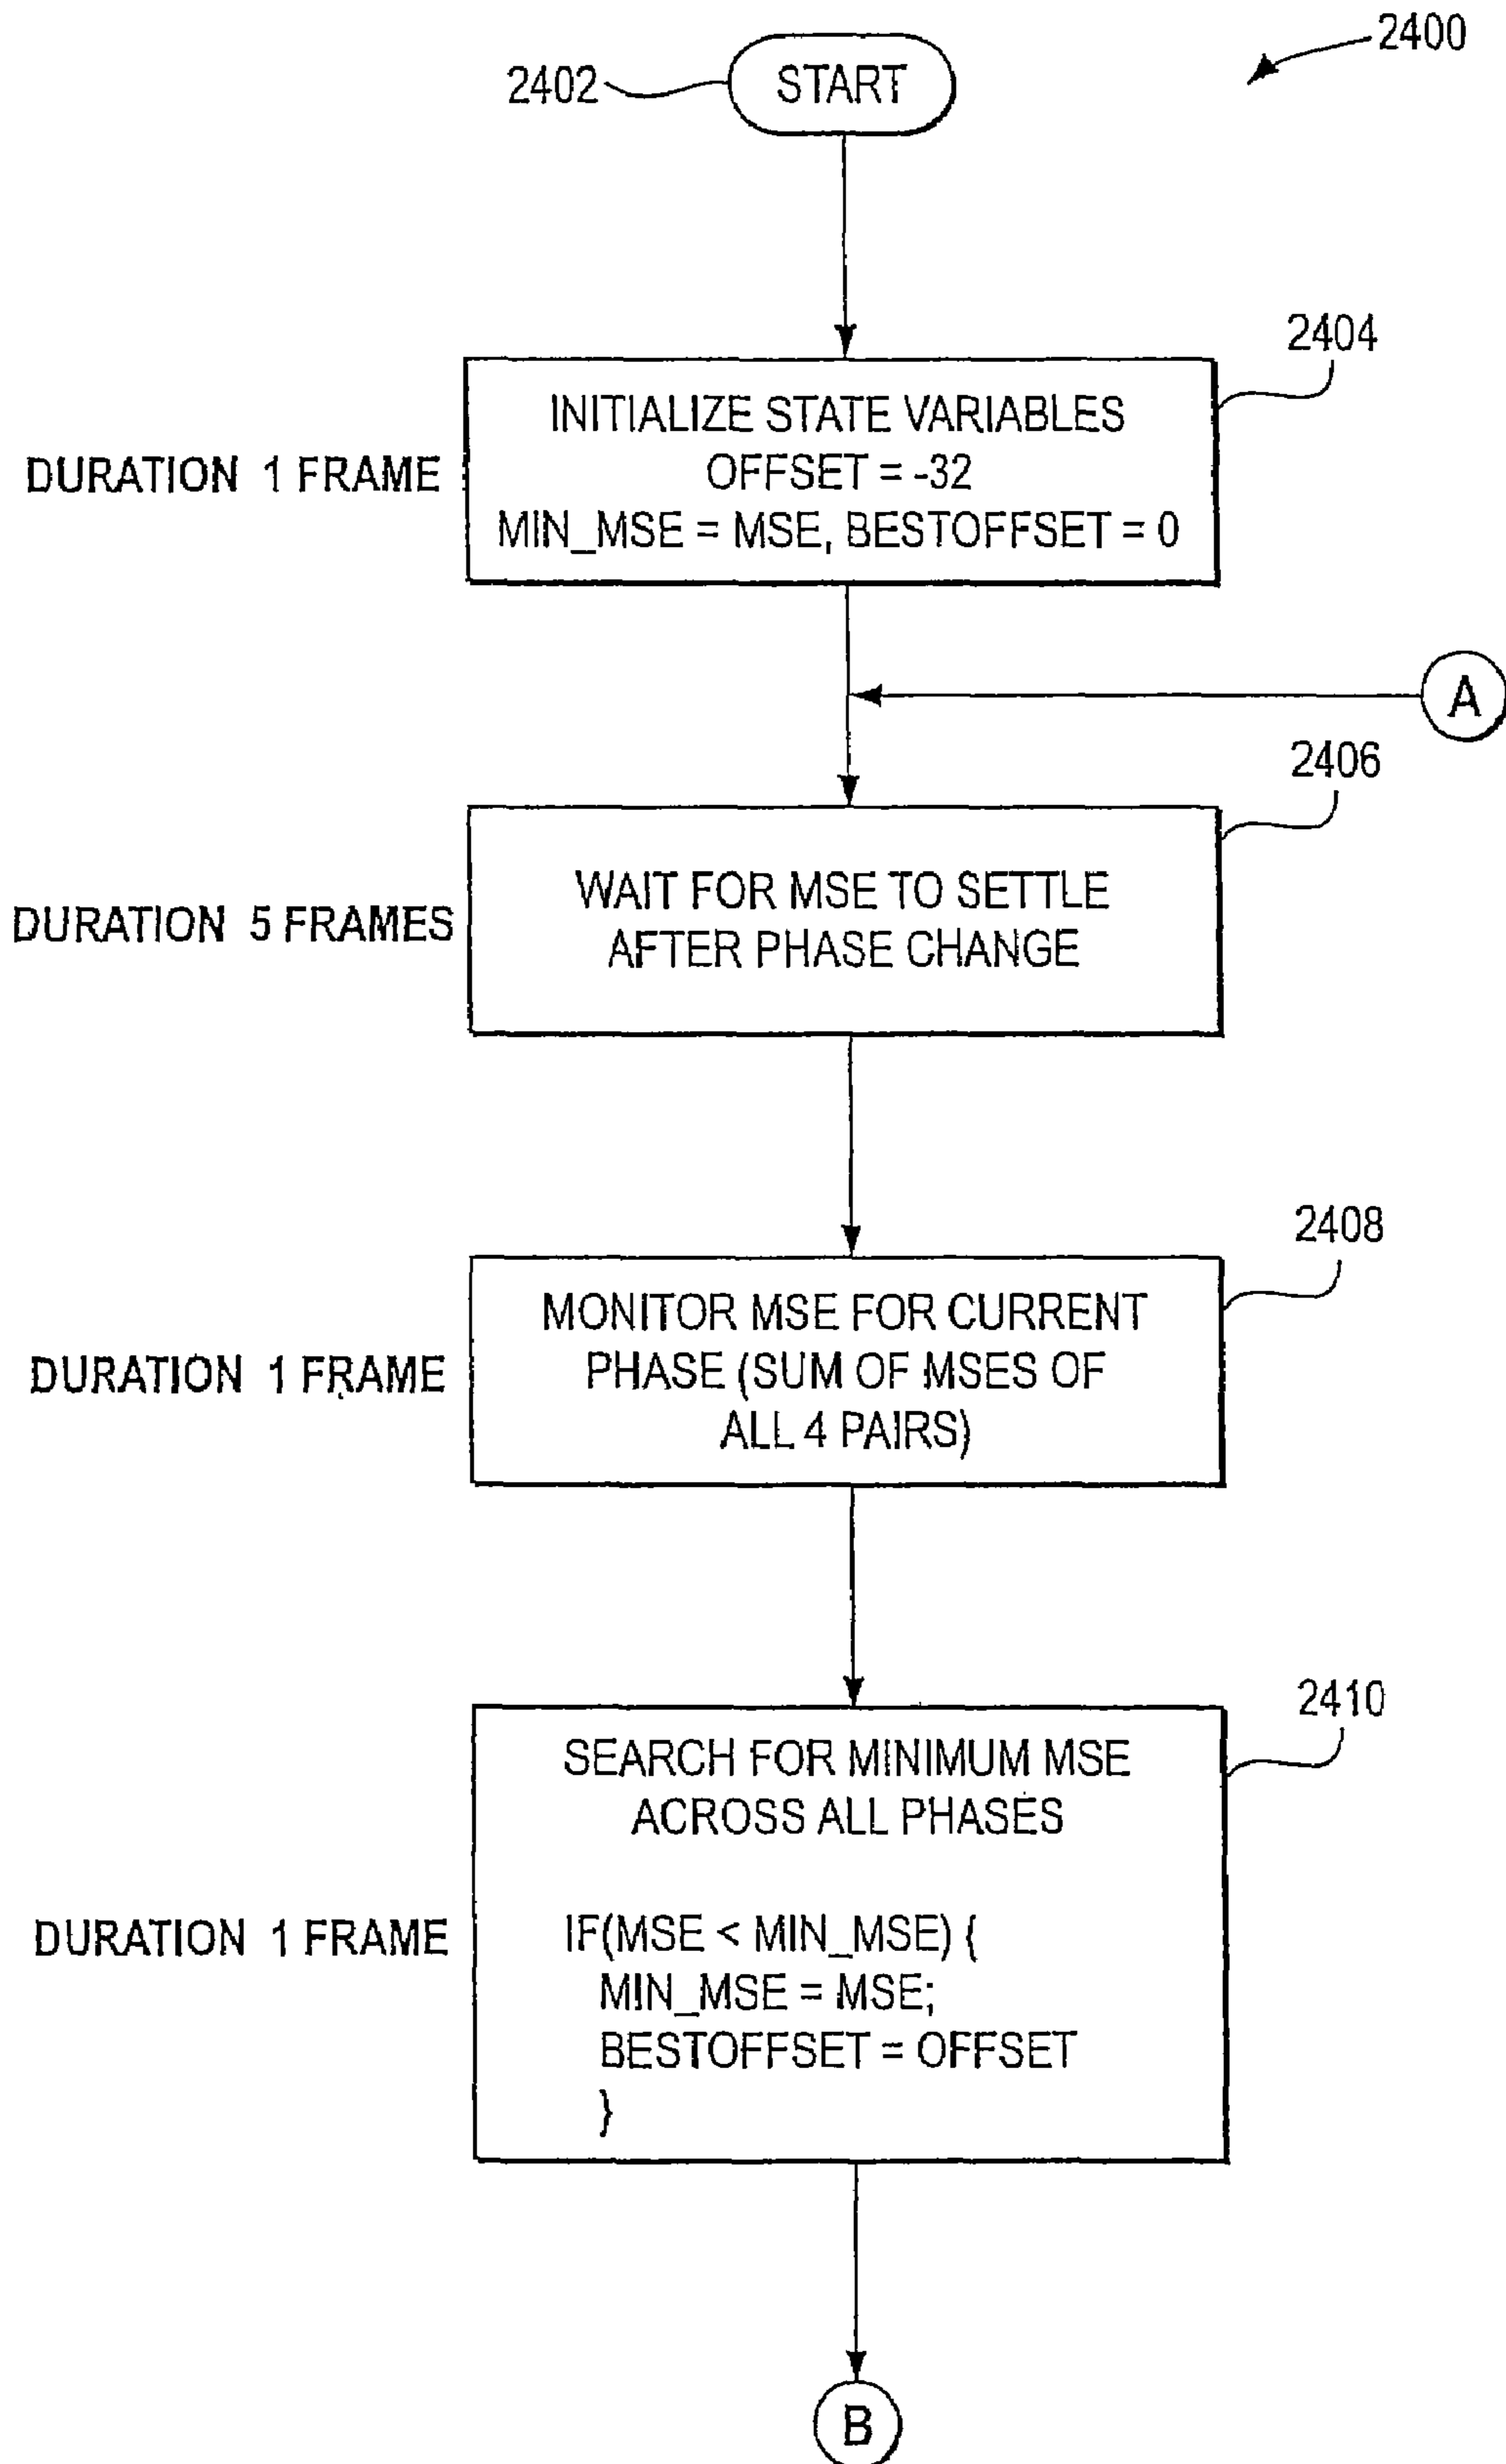 2400
2402
START
2404
INITIALIZE STATE VARIABLES
OFFSET = -32
MIN_MSE = MSE, BESTOFFSET = 0
DURATION 1 FRAME
A
2406
WAIT FOR MSE TO SETTLE
AFTER PHASE CHANGE
DURATION 5 FRAMES
2408
MONITOR MSE FOR CURRENT
PHASE (SUM OF MSES OF
ALL 4 PAIRS)
DURATION 1 FRAME
2410
SEARCH FOR MINIMUM MSE
ACROSS ALL PHASES
IF(MSE < MIN_MSE) {
MIN_MSE = MSE;
BESTOFFSET = OFFSET
}
DURATION 1 FRAME
B